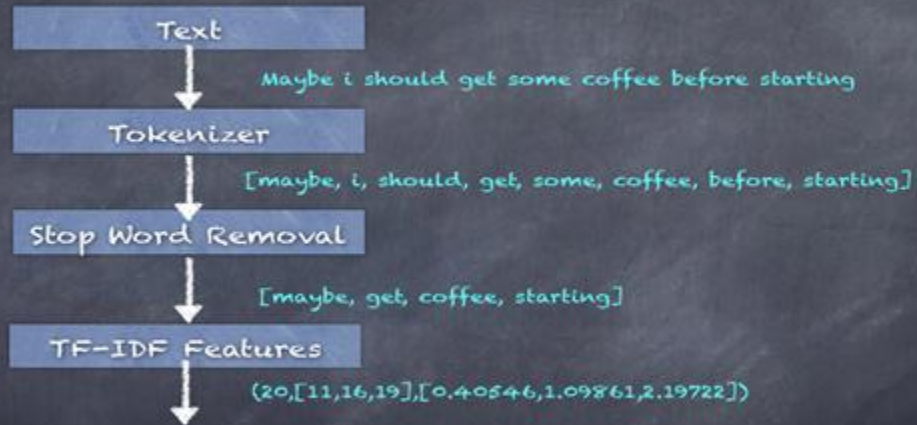 Text
Maybe i should get some coffee before starting
Tokenizer
[maybe, i, should, get, some, coffee, before, starting]
Stop Word Removal
[maybe, get, coffee, starting]
TF-IDF Features
(20,[11,16,19],[0.40546,1.09861,2.19722])